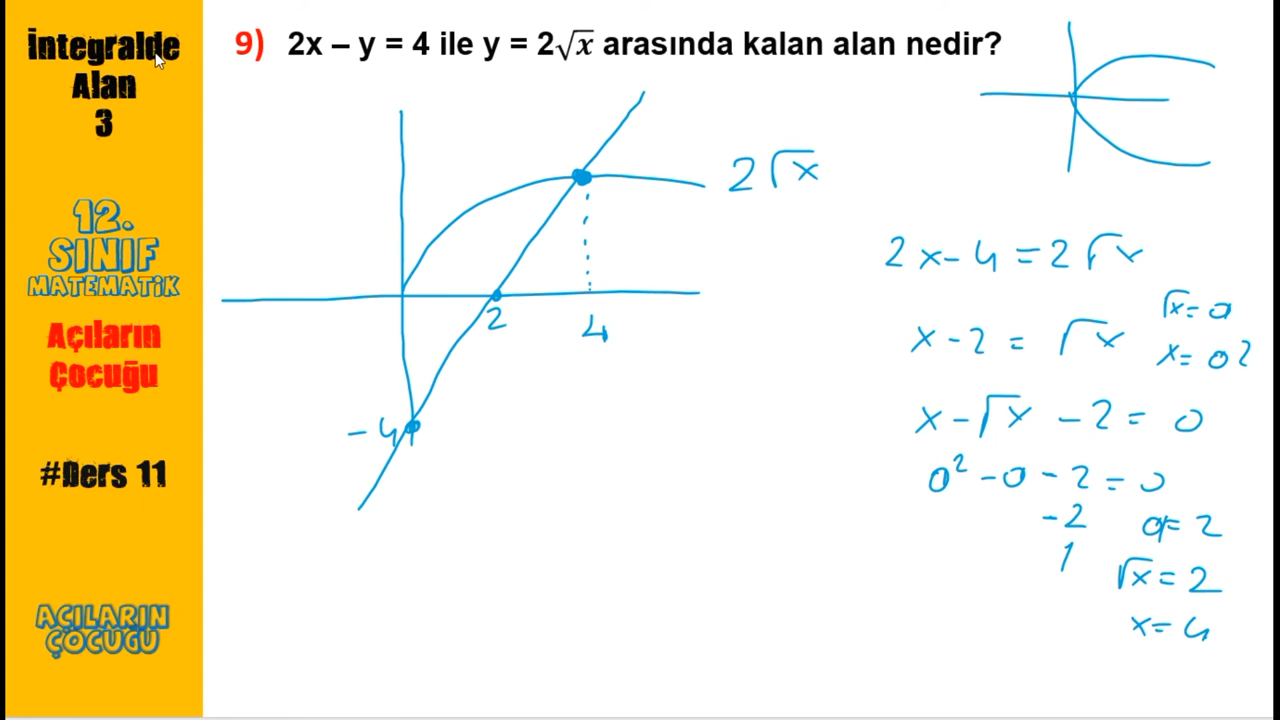 İntegralde
Alan
3
12.
SINIF
MATEMATİK
Açıların
Çocuğu
#Ders 11
AÇILARIN
ÇOCUĞU
9) 2x – y = 4 ile y = 2√x arasında kalan alan nedir?
2√x
2
4
-4
2x-4=2√x
x-2=√x
√x=a
x=a2
x-√x-2=0
a²-a-2=0
-2
1
a=2
√x=2
x=4